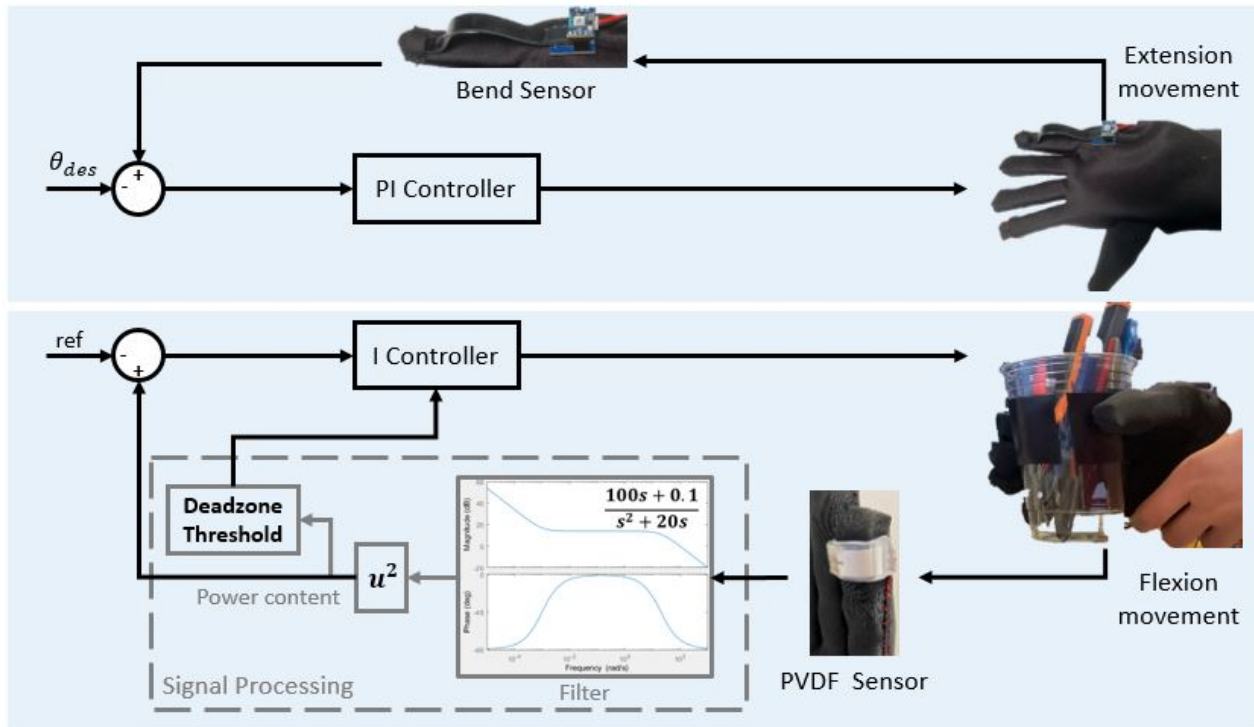 Bend Sensor
Extension
movement
θ_des
+
-
PI Controller
ref
-
+
I Controller
Deadzone
Threshold
Power content
u²
100s + 0.1
s² + 20s
Magnitude (dB)
Phase (deg)
Frequency (rad/s)
Signal Processing
Filter
PVDF Sensor
Flexion
movement